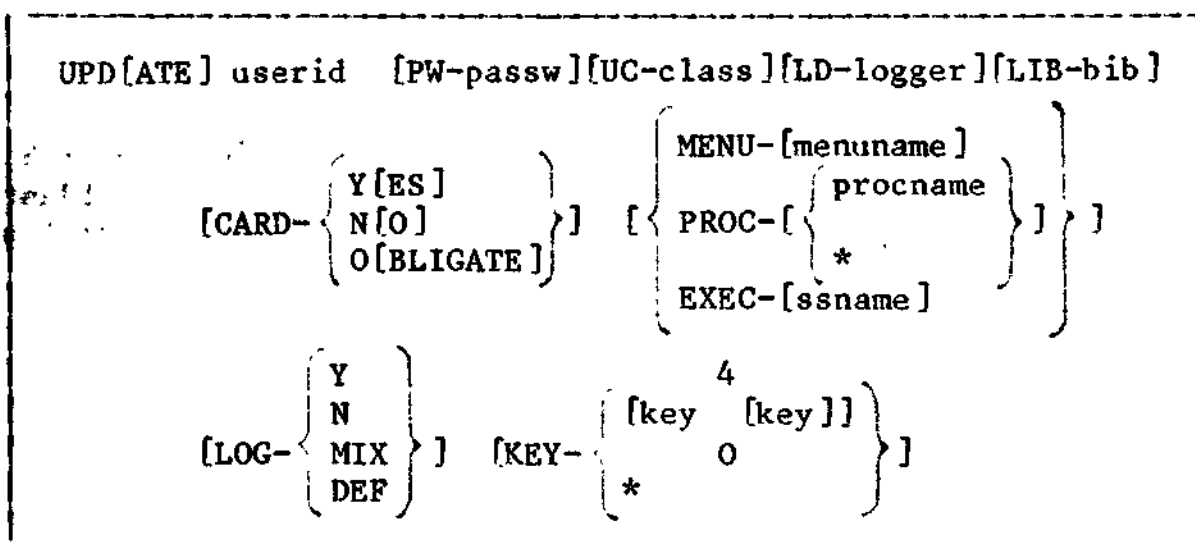 UPD[ATE] userid [PW-passw][UC-class][LD-logger][LIB-bib]
MENU-[menuname]
Y[ES] procname
[CARD- N[O] ] [ PROC-[ ] ]
O[BLIGATE] *
EXEC-[ssname]
Y 4
N [key [key]]
[LOG- MIX ] [KEY- 0 ]
DEF *